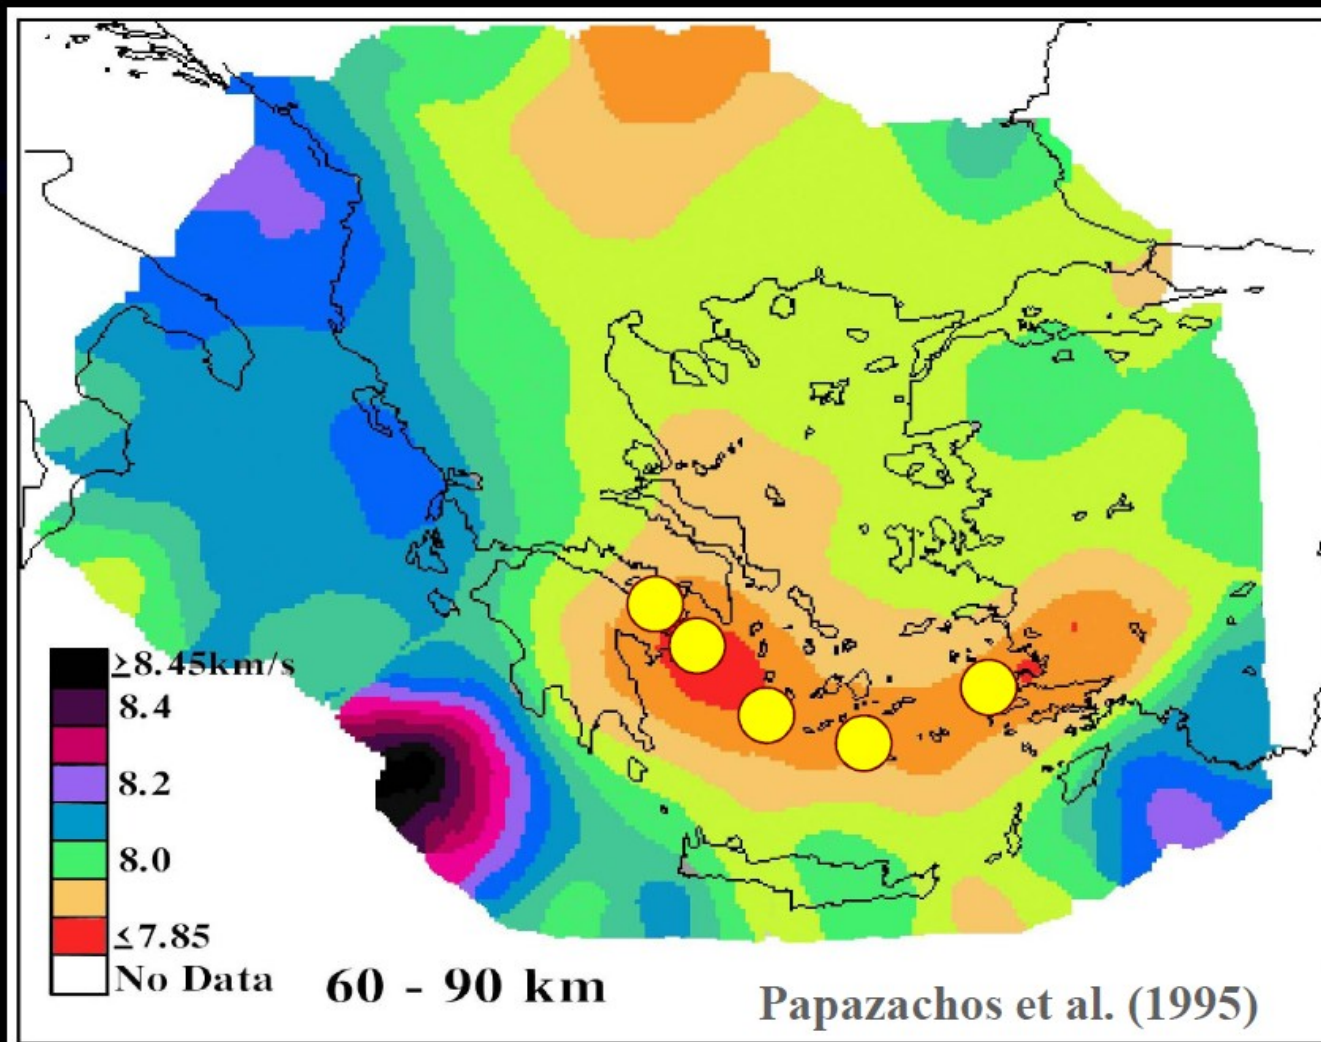 ≥8.45km/s
8.4
8.2
8.0
≤7.85
No Data
60 - 90 km
Papazachos et al. (1995)